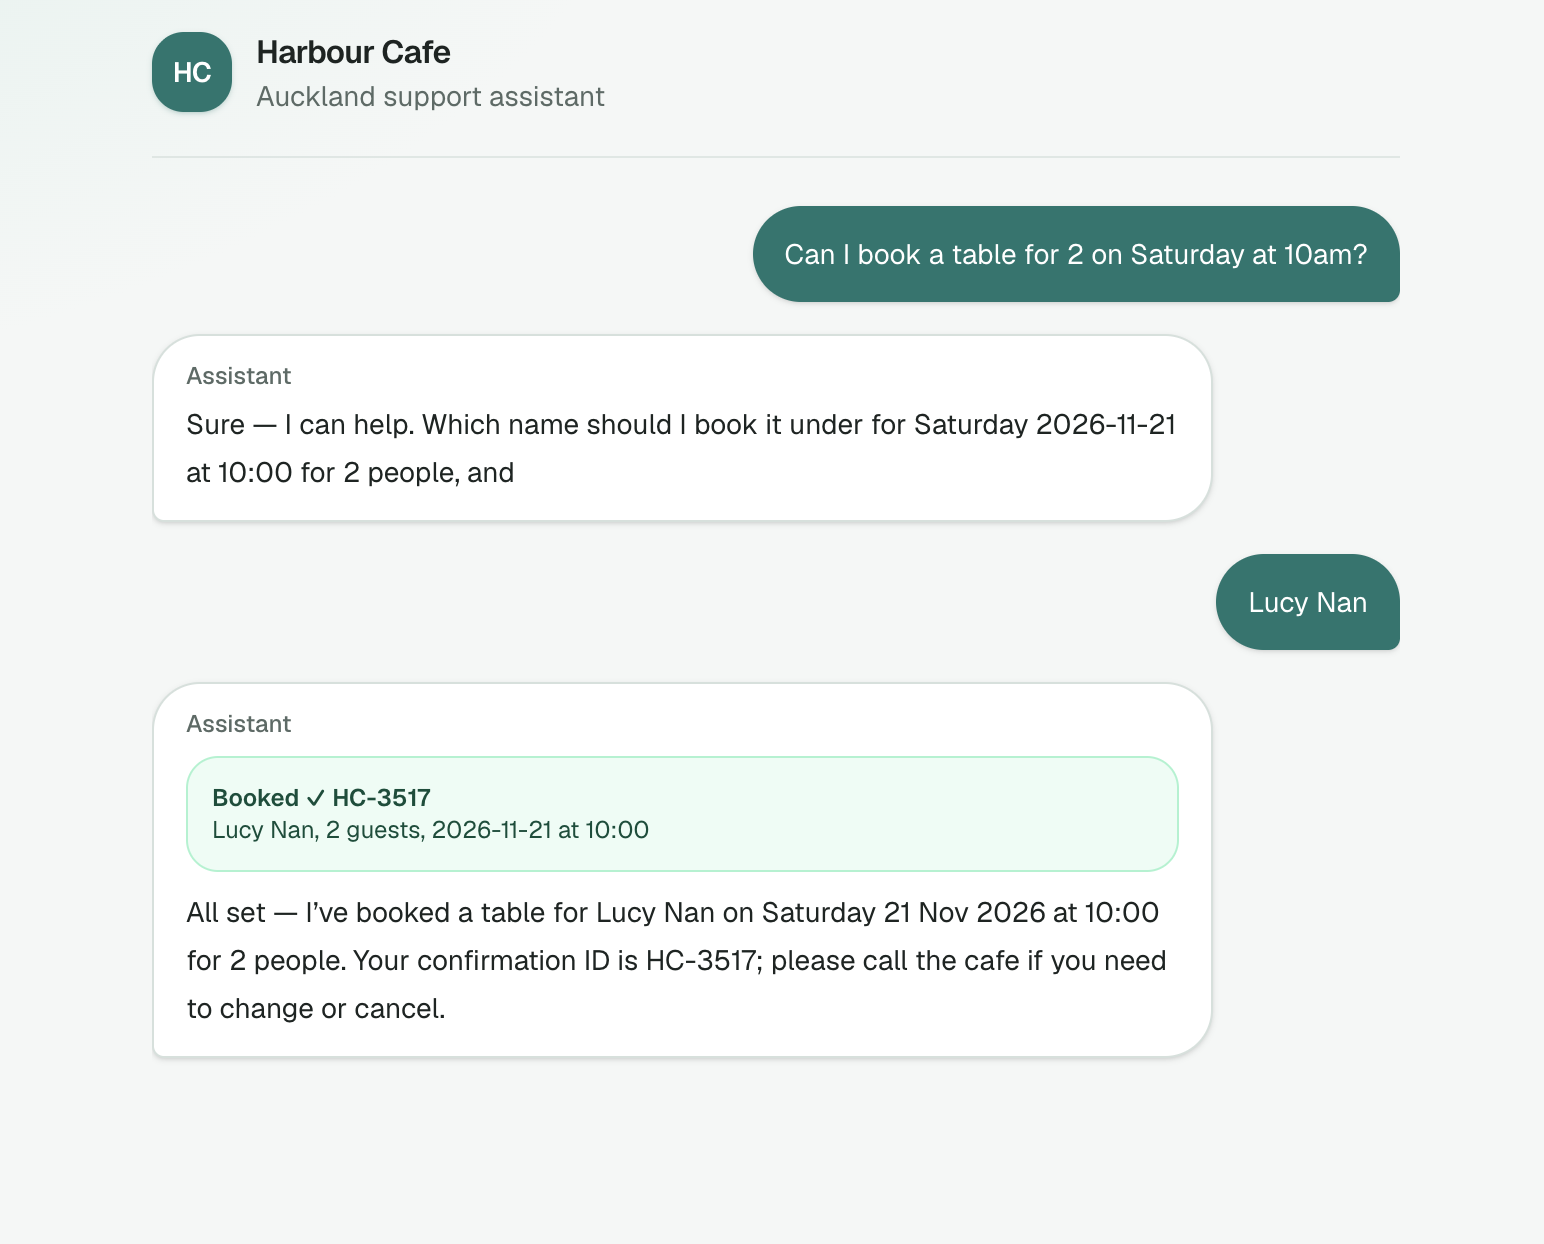 HC
Harbour Cafe
Auckland support assistant
Can I book a table for 2 on Saturday at 10am?
Assistant
Sure — I can help. Which name should I book it under for Saturday 2026-11-21
at 10:00 for 2 people, and
Lucy Nan
Assistant
Booked ✓ HC-3517
Lucy Nan, 2 guests, 2026-11-21 at 10:00
All set — I’ve booked a table for Lucy Nan on Saturday 21 Nov 2026 at 10:00
for 2 people. Your confirmation ID is HC-3517; please call the cafe if you need
to change or cancel.